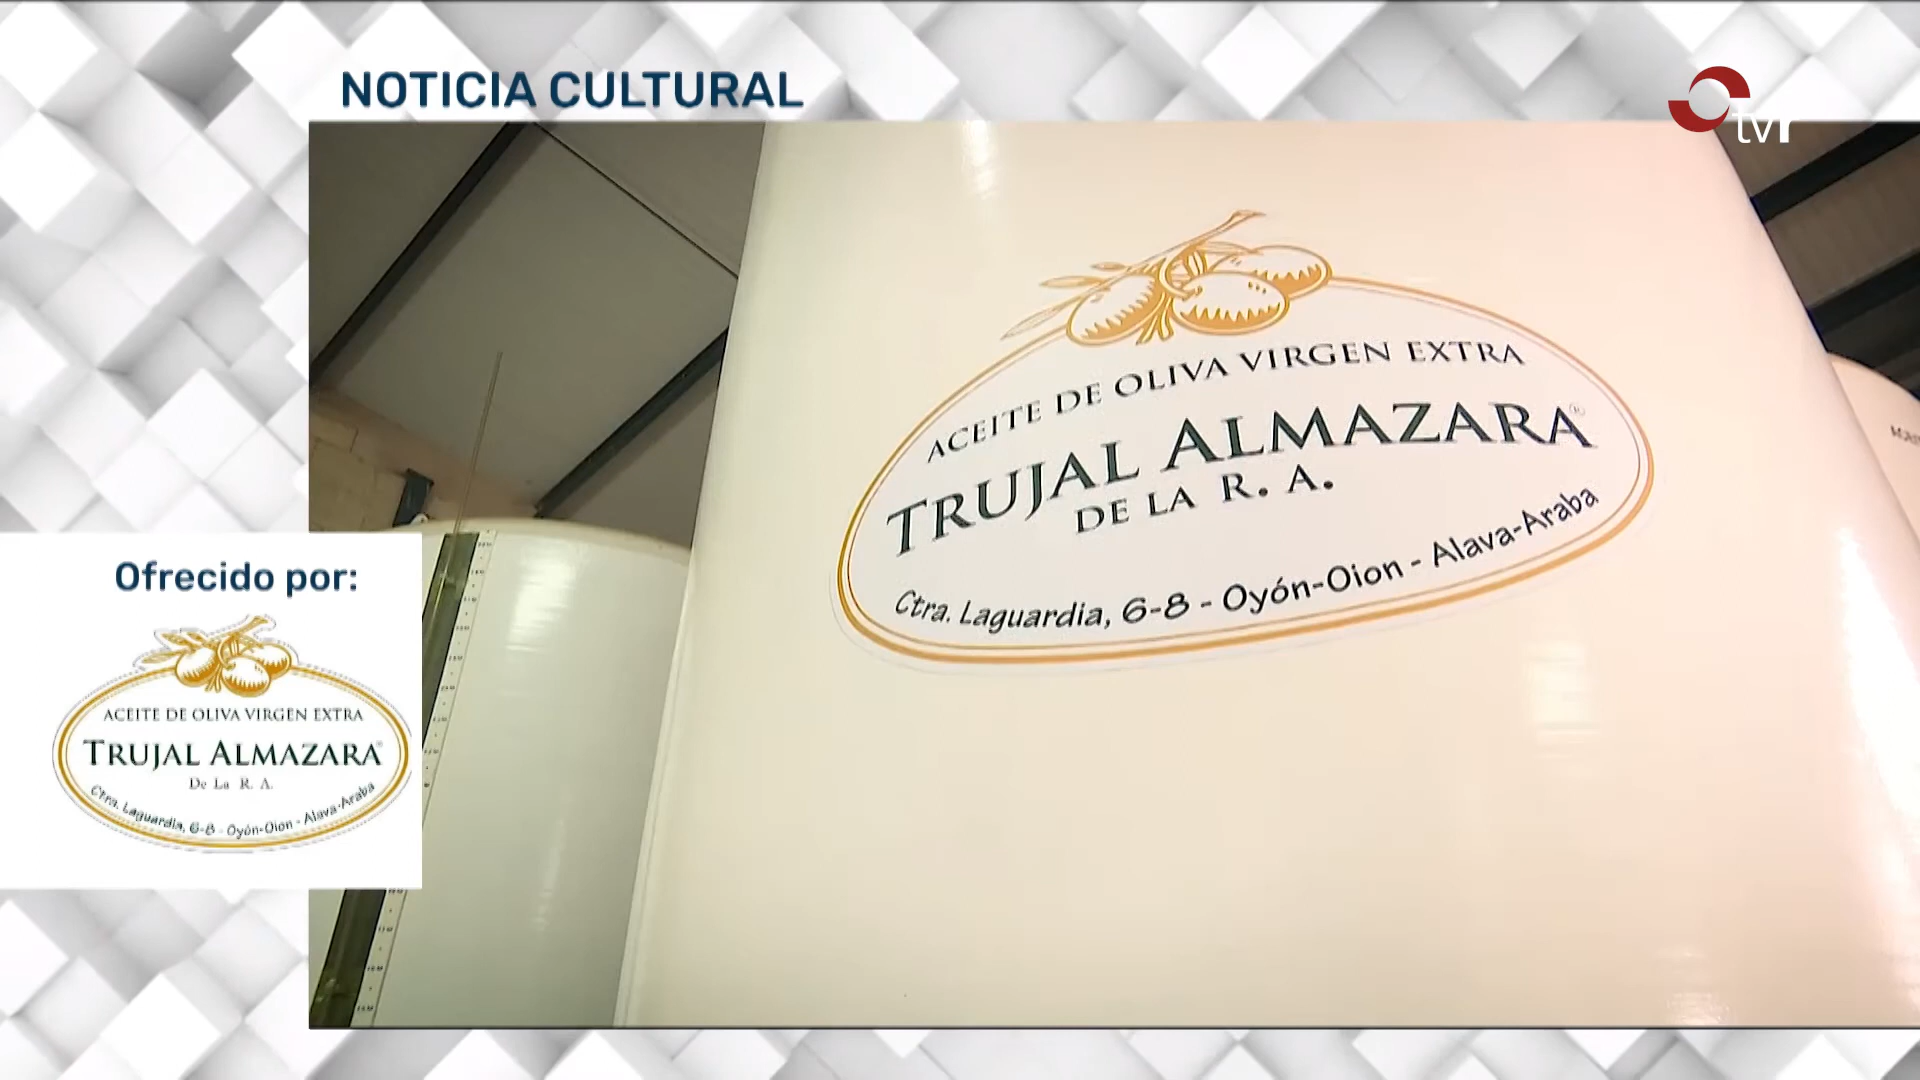 NOTICIA CULTURAL
tvr
ACEITE DE OLIVA VIRGEN EXTRA
TRUJAL ALMAZARA®
DE LA R. A.
Ctra. Laguardia, 6-8 - Oyón-Oion - Alava-Araba
Ofrecido por:
ACEITE DE OLIVA VIRGEN EXTRA
TRUJAL ALMAZARA®
De La R. A.
Ctra. Laguardia, 6-8 - Oyón-Oion - Alava-Araba